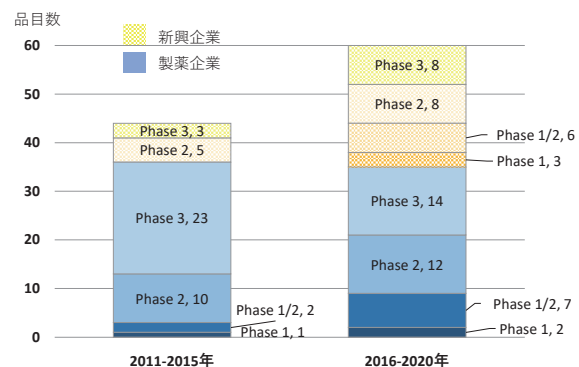 品目数
新興企業
製薬企業
60
50
40
30
20
10
0
Phase 3, 3
Phase 2, 5
Phase 3, 23
Phase 2, 10
Phase 1/2, 2
Phase 1, 1
Phase 3, 8
Phase 2, 8
Phase 1/2, 6
Phase 1, 3
Phase 3, 14
Phase 2, 12
Phase 1/2, 7
Phase 1, 2
2011-2015年
2016-2020年